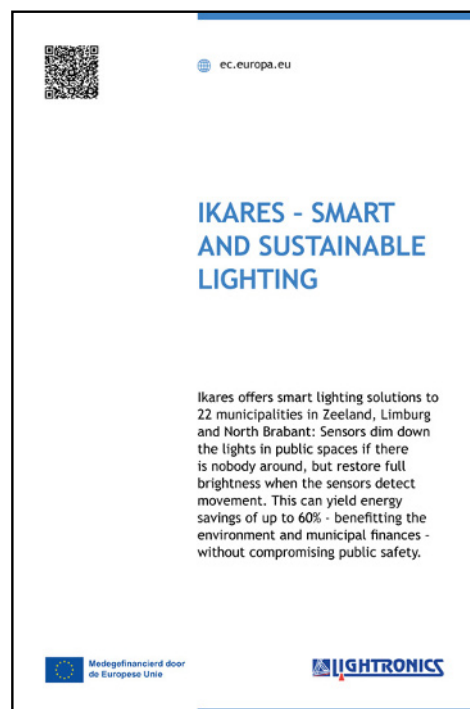 ec.europa.eu
IKARES – SMART
AND SUSTAINABLE
LIGHTING
Ikares offers smart lighting solutions to
22 municipalities in Zeeland, Limburg
and North Brabant: Sensors dim down
the lights in public spaces if there
is nobody around, but restore full
brightness when the sensors detect
movement. This can yield energy
savings of up to 60% - benefitting the
environment and municipal finances -
without compromising public safety.
Medegefinancierd door
de Europese Unie
LIGHTRONICS